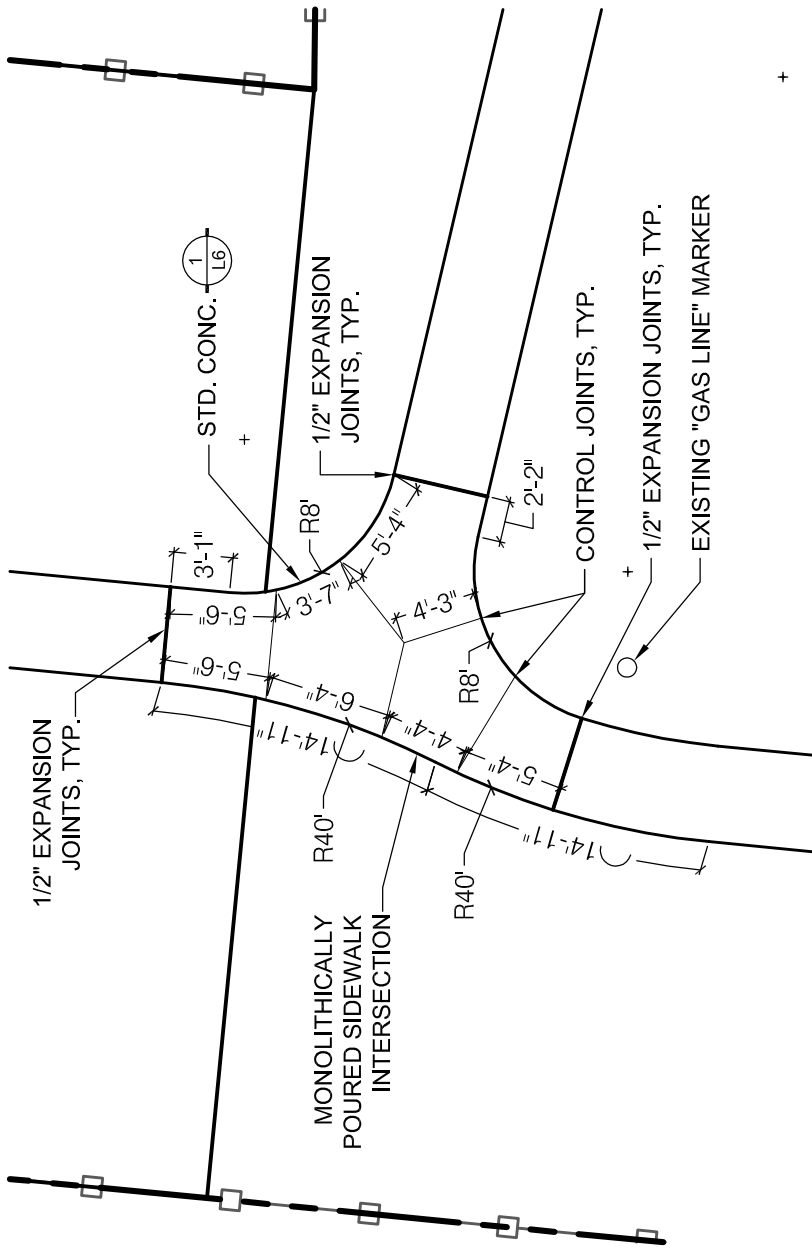 1/2" EXPANSION
JOINTS, TYP.
STD. CONC.
1
L6
1/2" EXPANSION
JOINTS, TYP.
3'-1"
5'-6"
5'-6"
R8'
3'-7"
5'-4"
6'-4"
4'-3"
2'-2"
14'-11"
R40'
4'-4"
R8'
5'-4"
R40'
14'-11"
MONOLITHICALLY
POURED SIDEWALK
INTERSECTION
CONTROL JOINTS, TYP.
1/2" EXPANSION JOINTS, TYP.
EXISTING "GAS LINE" MARKER